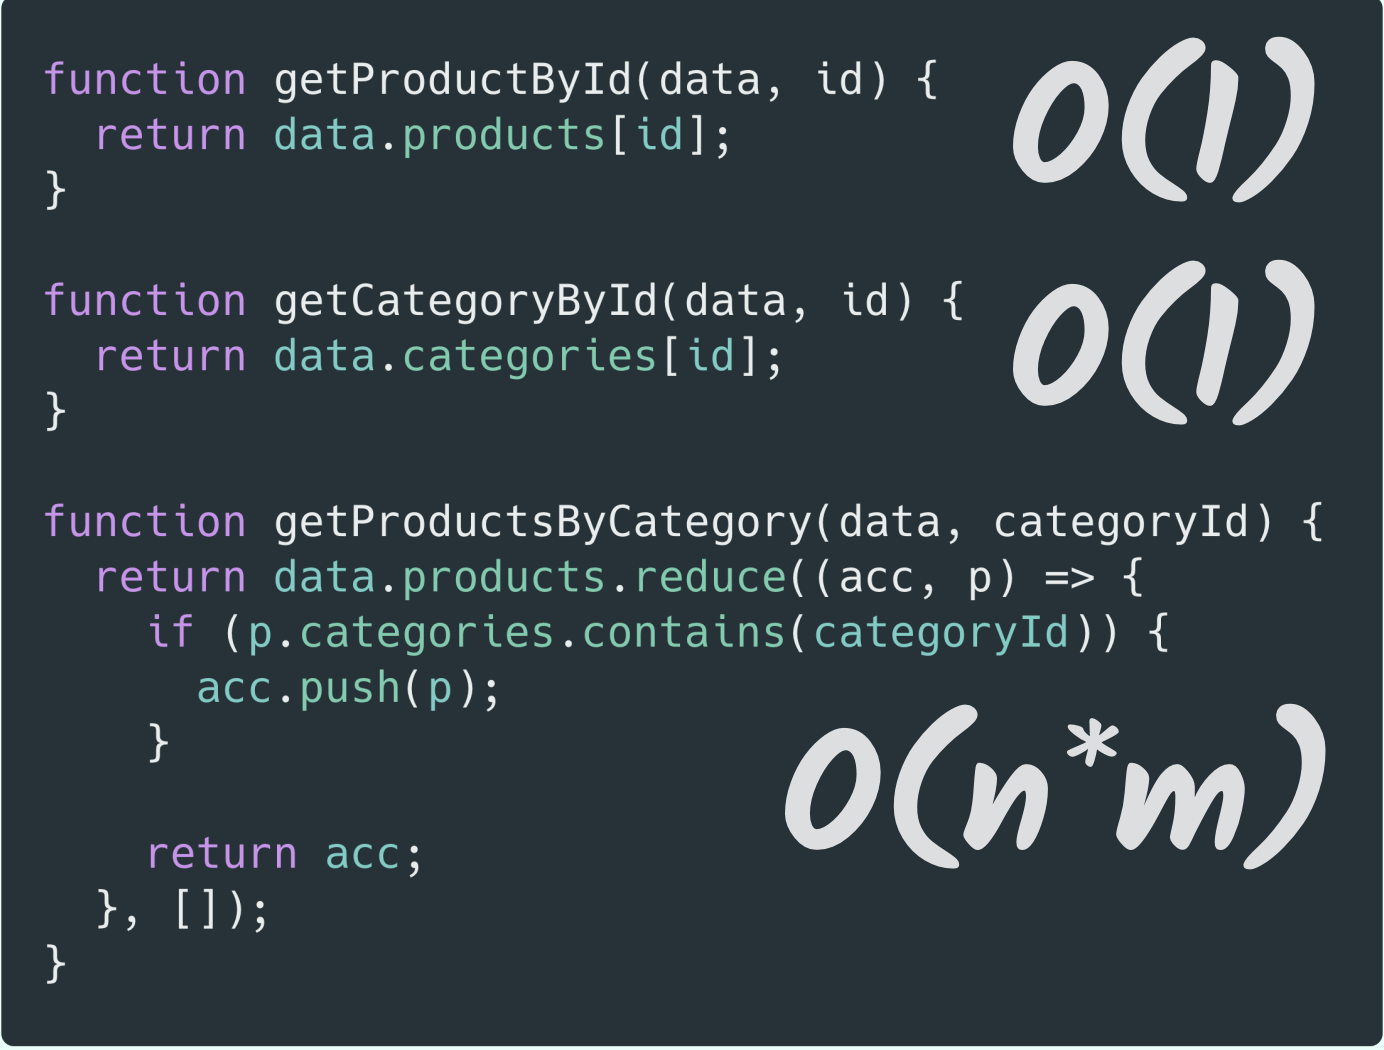 function getProductById(data, id) {
  return data.products[id];
}
O(1)
function getCategoryById(data, id) {
  return data.categories[id];
}
O(1)
function getProductsByCategory(data, categoryId) {
  return data.products.reduce((acc, p) => {
    if (p.categories.contains(categoryId)) {
      acc.push(p);
    }
O(n*m)
    return acc;
  }, []);
}